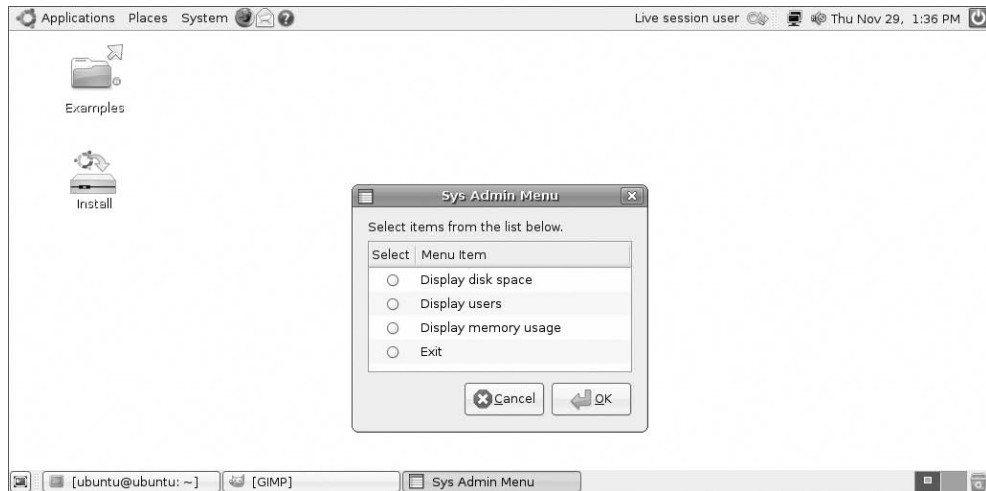 Applications Places System
Live session user
Thu Nov 29, 1:36 PM
Examples
Install
Sys Admin Menu
Select items from the list below.
Select Menu Item
Display disk space
Display users
Display memory usage
Exit
Cancel OK
[ubuntu@ubuntu: ~] [GIMP] Sys Admin Menu